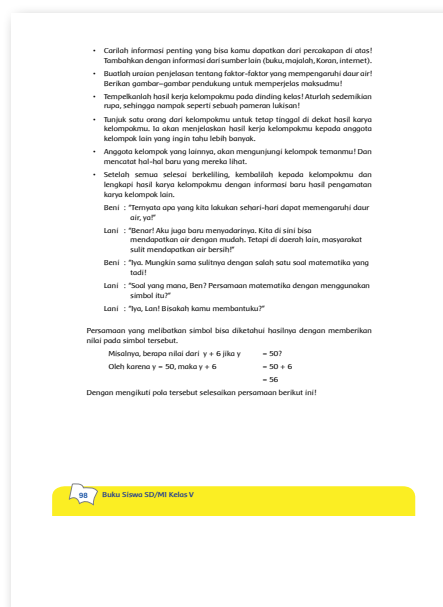 • Carilah informasi penting yang bisa kamu dapatkan dari percakapan di atas!
Tambahkan dengan informasi dari sumber lain (buku, majalah, Koran, internet).
• Buatlah uraian penjelasan tentang faktor-faktor yang mempengaruhi daur air!
Berikan gambar–gambar pendukung untuk memperjelas maksudmu!
• Tempelkanlah hasil kerja kelompokmu pada dinding kelas! Aturlah sedemikian
rupa, sehingga nampak seperti sebuah pameran lukisan!
• Tunjuk satu orang dari kelompokmu untuk tetap tinggal di dekat hasil karya
kelompokmu. Ia akan menjelaskan hasil kerja kelompokmu kepada anggota
kelompok lain yang ingin tahu lebih banyak.
• Anggota kelompok yang lainnya, akan mengunjungi kelompok temanmu! Dan
mencatat hal-hal baru yang mereka lihat.
• Setelah semua selesai berkeliling, kembalilah kepada kelompokmu dan
lengkapi hasil karya kelompokmu dengan informasi baru hasil pengamatan
karya kelompok lain.
Beni : "Ternyata apa yang kita lakukan sehari-hari dapat memengaruhi daur
air, ya!"
Lani : "Benar! Aku juga baru menyadarinya. Kita di sini bisa
mendapatkan air dengan mudah. Tetapi di daerah lain, masyarakat
sulit mendapatkan air bersih!"
Beni : "Iya. Mungkin sama sulitnya dengan salah satu soal matematika yang
tadi!
Lani : "Soal yang mana, Ben? Persamaan matematika dengan menggunakan
simbol itu?"
Lani : "Iya, Lan! Bisakah kamu membantuku?"
Persamaan yang melibatkan simbol bisa diketahui hasilnya dengan memberikan
nilai pada simbol tersebut.
Misalnya, berapa nilai dari y + 6 jika y = 50?
Oleh karena y = 50, maka y + 6 = 50 + 6
= 56
Dengan mengikuti pola tersebut selesaikan persamaan berikut ini!
98 Buku Siswa SD/MI Kelas V